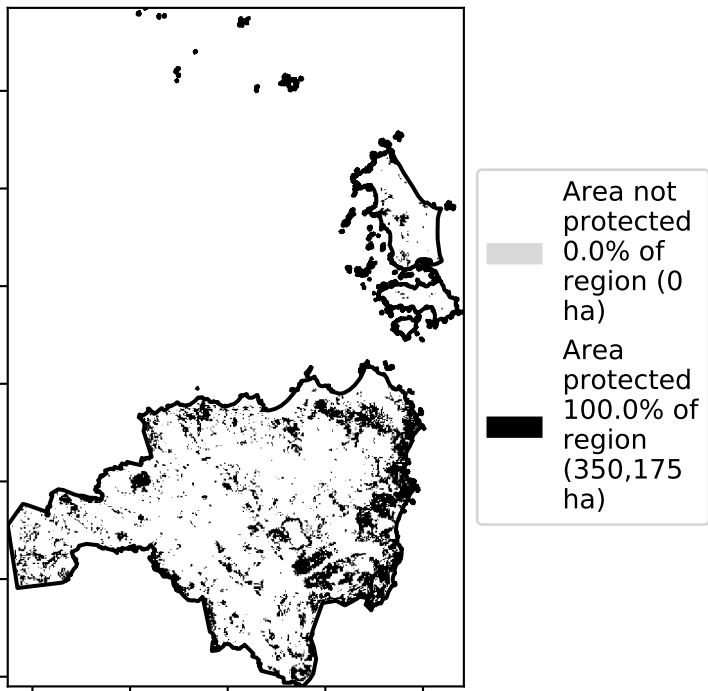 Area not
protected
0.0% of
region (0
ha)
Area
protected
100.0% of
region
(350,175
ha)